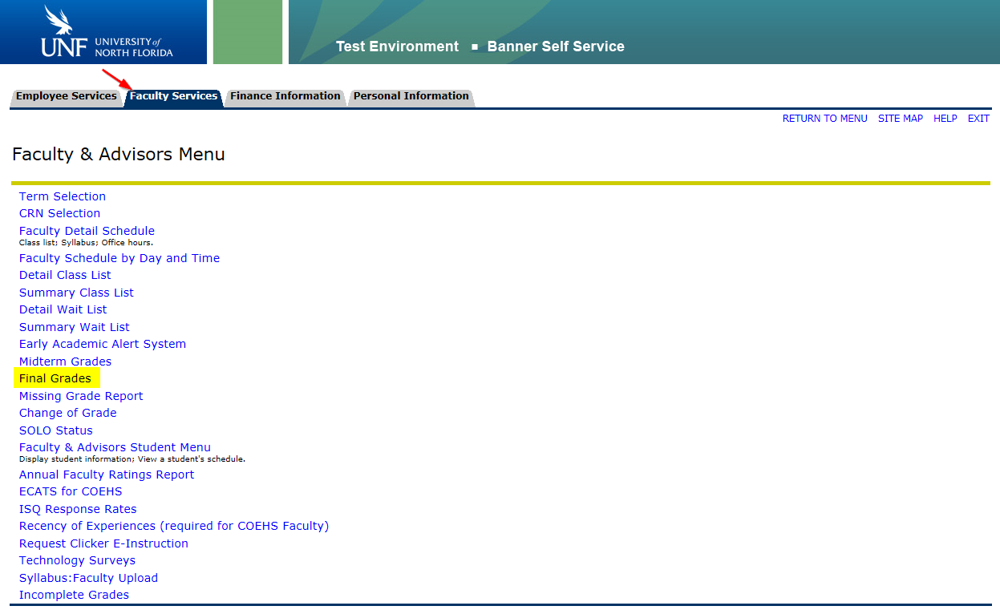 UNF UNIVERSITY of
NORTH FLORIDA
Test Environment ▪ Banner Self Service
Employee Services Faculty Services Finance Information Personal Information
RETURN TO MENU SITE MAP HELP EXIT
Faculty & Advisors Menu
Term Selection
CRN Selection
Faculty Detail Schedule
Class list; Syllabus; Office hours.
Faculty Schedule by Day and Time
Detail Class List
Summary Class List
Detail Wait List
Summary Wait List
Early Academic Alert System
Midterm Grades
Final Grades
Missing Grade Report
Change of Grade
SOLO Status
Faculty & Advisors Student Menu
Display student information; View a student's schedule.
Annual Faculty Ratings Report
ECATS for COEHS
ISQ Response Rates
Recency of Experiences (required for COEHS Faculty)
Request Clicker E-Instruction
Technology Surveys
Syllabus:Faculty Upload
Incomplete Grades